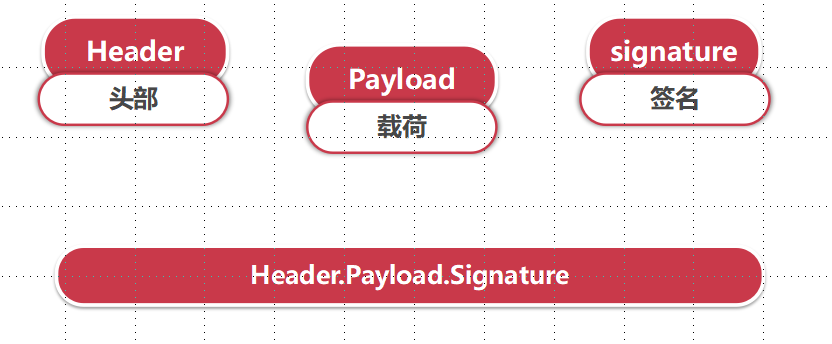 Header
头部
Payload
载荷
signature
签名
Header.Payload.Signature